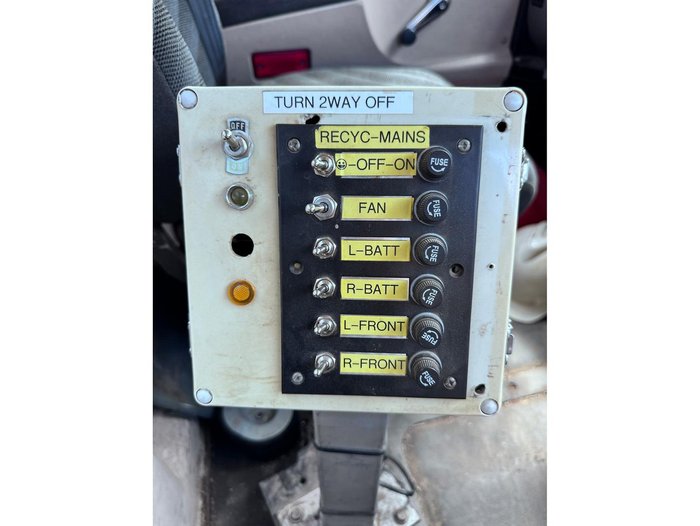 TURN 2WAY OFF
OFF
RECYC-MAINS
-OFF-ON
FUSE
FAN
FUSE
L-BATT
FUSE
R-BATT
FUSE
L-FRONT
FUSE
R-FRONT
FUSE